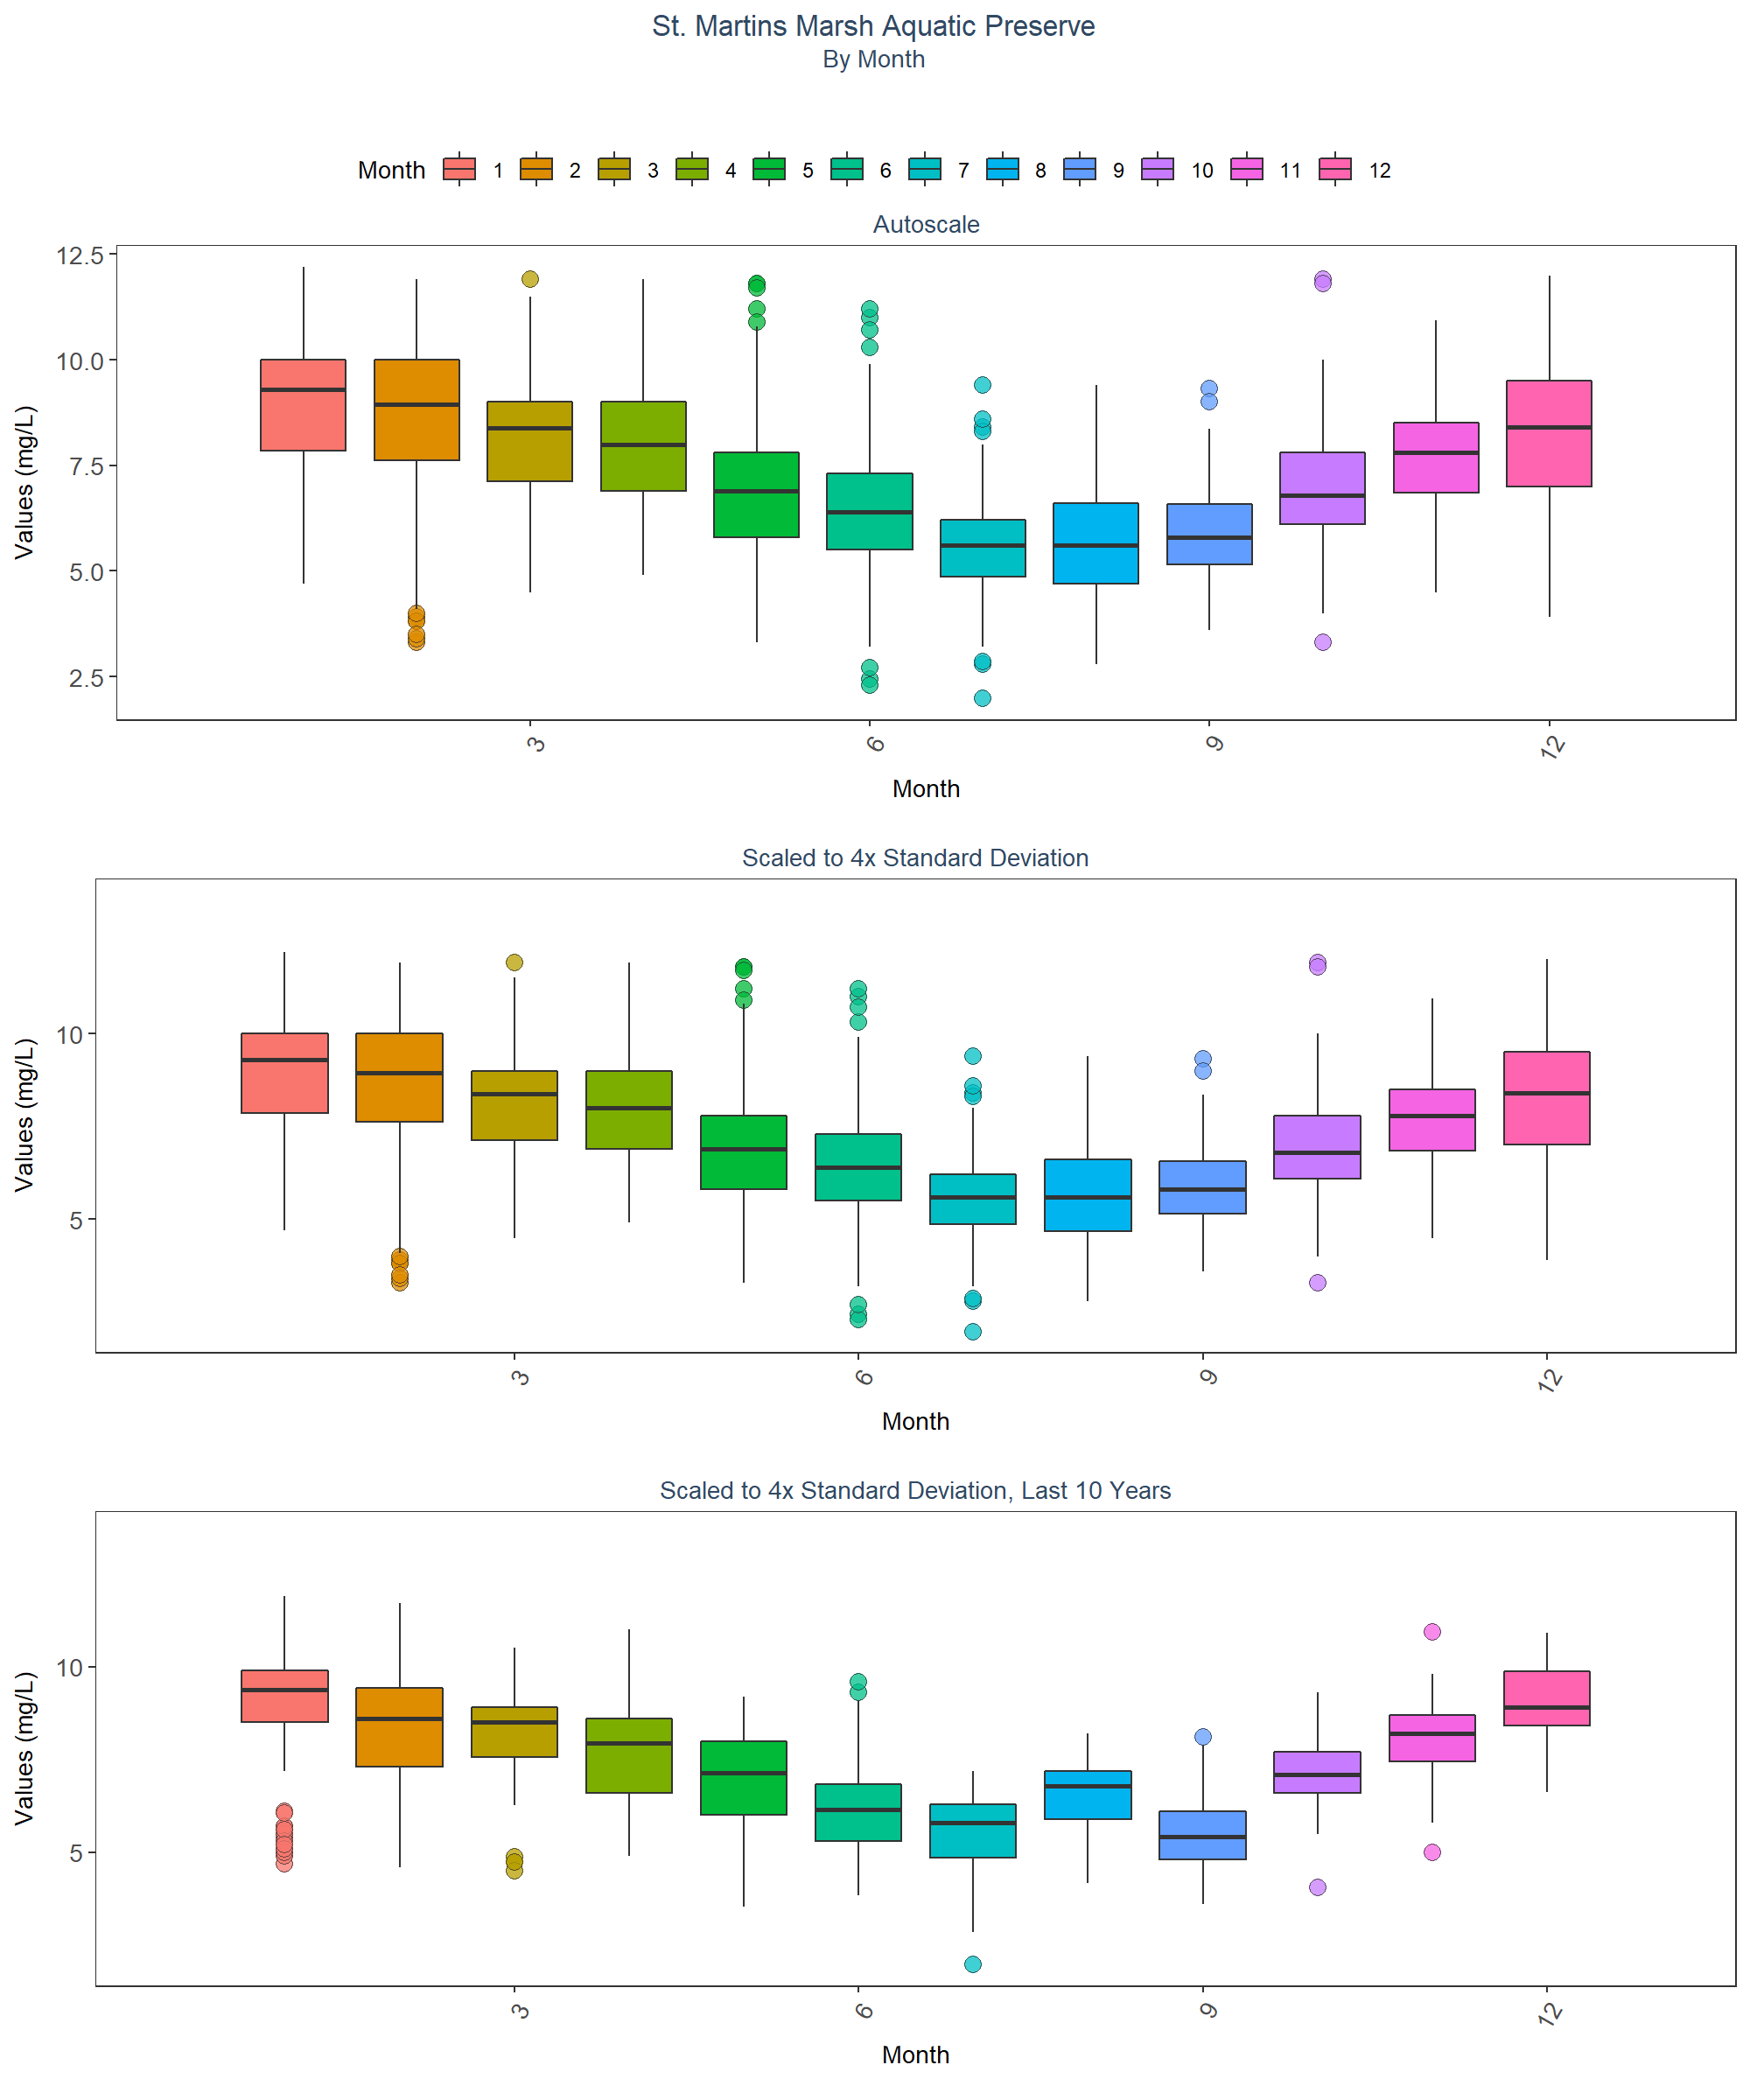 St. Martins Marsh Aquatic Preserve
By Month
Month 1 2 3 4 5 6 7 8 9 10 11 12
Autoscale
Values (mg/L)
12.5
10.0
7.5
5.0
2.5
3 6 9 12
Month
Scaled to 4x Standard Deviation
Values (mg/L)
10
5
3 6 9 12
Month
Scaled to 4x Standard Deviation, Last 10 Years
Values (mg/L)
10
5
3 6 9 12
Month